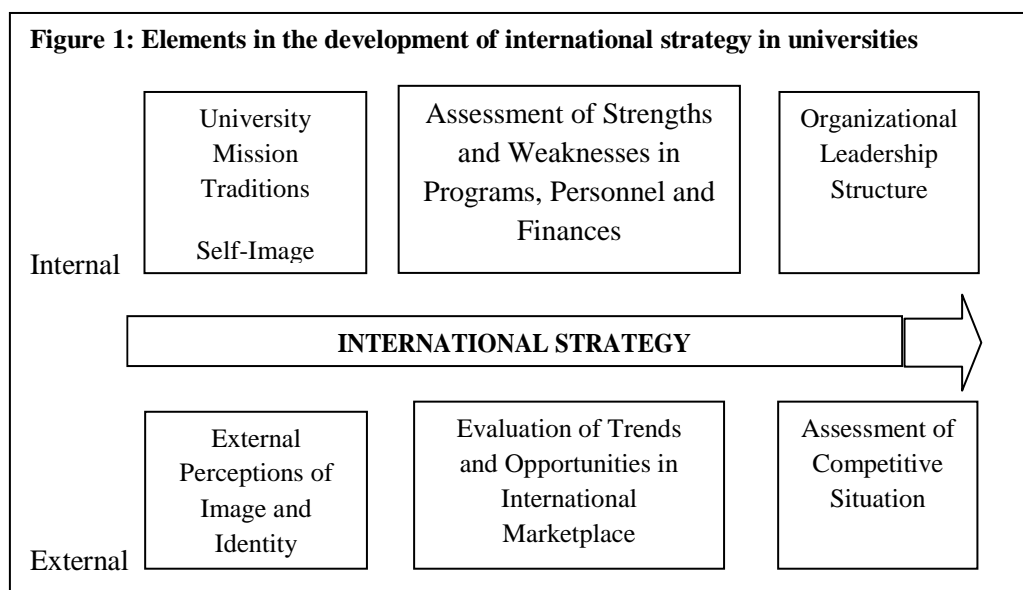 Figure 1: Elements in the development of international strategy in universities
University
Mission
Traditions
Self-Image
Assessment of Strengths
and Weaknesses in
Programs, Personnel and
Finances
Organizational
Leadership
Structure
Internal
INTERNATIONAL STRATEGY
External
Perceptions of
Image and
Identity
Evaluation of Trends
and Opportunities in
International
Marketplace
Assessment of
Competitive
Situation
External